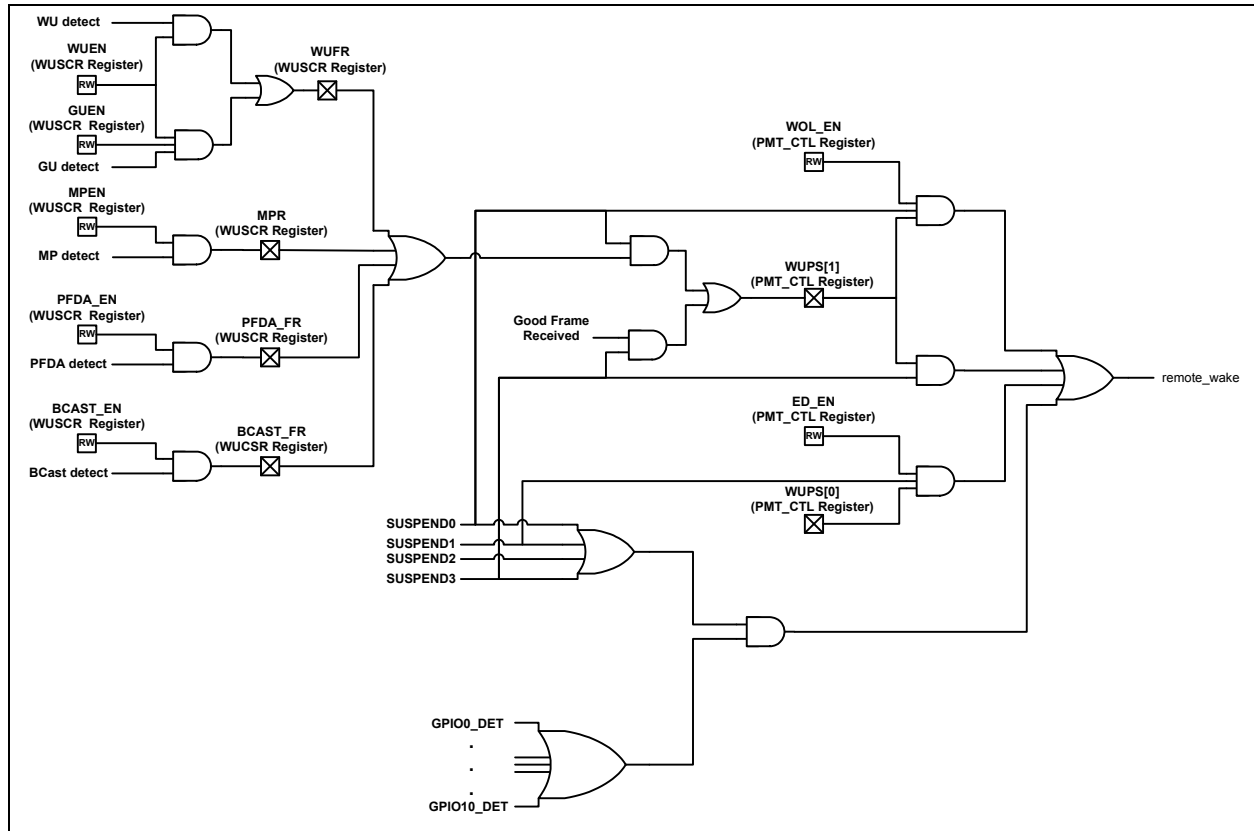 WU detect
WUEN
(WUSCR Register)
RW
GUEN
(WUSCR  Register)
RW
GU detect
WUFR
(WUSCR Register)
MPEN
(WUSCR Register)
RW
MP detect
MPR
(WUSCR Register)
PFDA_EN
(WUSCR  Register)
RW
PFDA detect
PFDA_FR
(WUSCR Register)
BCAST_EN
(WUSCR  Register)
RW
BCast detect
BCAST_FR
(WUCSR Register)
WOL_EN
(PMT_CTL Register)
RW
Good Frame
Received
WUPS[1]
(PMT_CTL Register)
remote_wake
ED_EN
(PMT_CTL Register)
RW
WUPS[0]
(PMT_CTL Register)
SUSPEND0
SUSPEND1
SUSPEND2
SUSPEND3
GPIO0_DET
.
.
.
GPIO10_DET